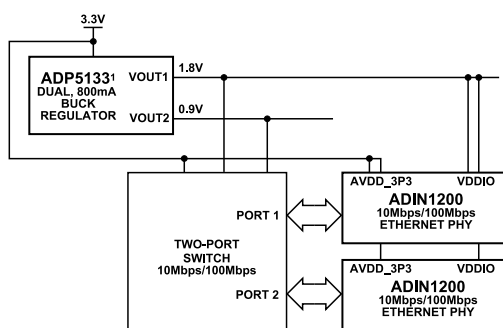 3.3V
ADP5133¹
DUAL, 800mA
BUCK
REGULATOR
VOUT1
1.8V
VOUT2
0.9V
TWO-PORT
SWITCH
10Mbps/100Mbps
PORT 1
PORT 2
AVDD_3P3 VDDIO
ADIN1200
10Mbps/100Mbps
ETHERNET PHY
AVDD_3P3 VDDIO
ADIN1200
10Mbps/100Mbps
ETHERNET PHY